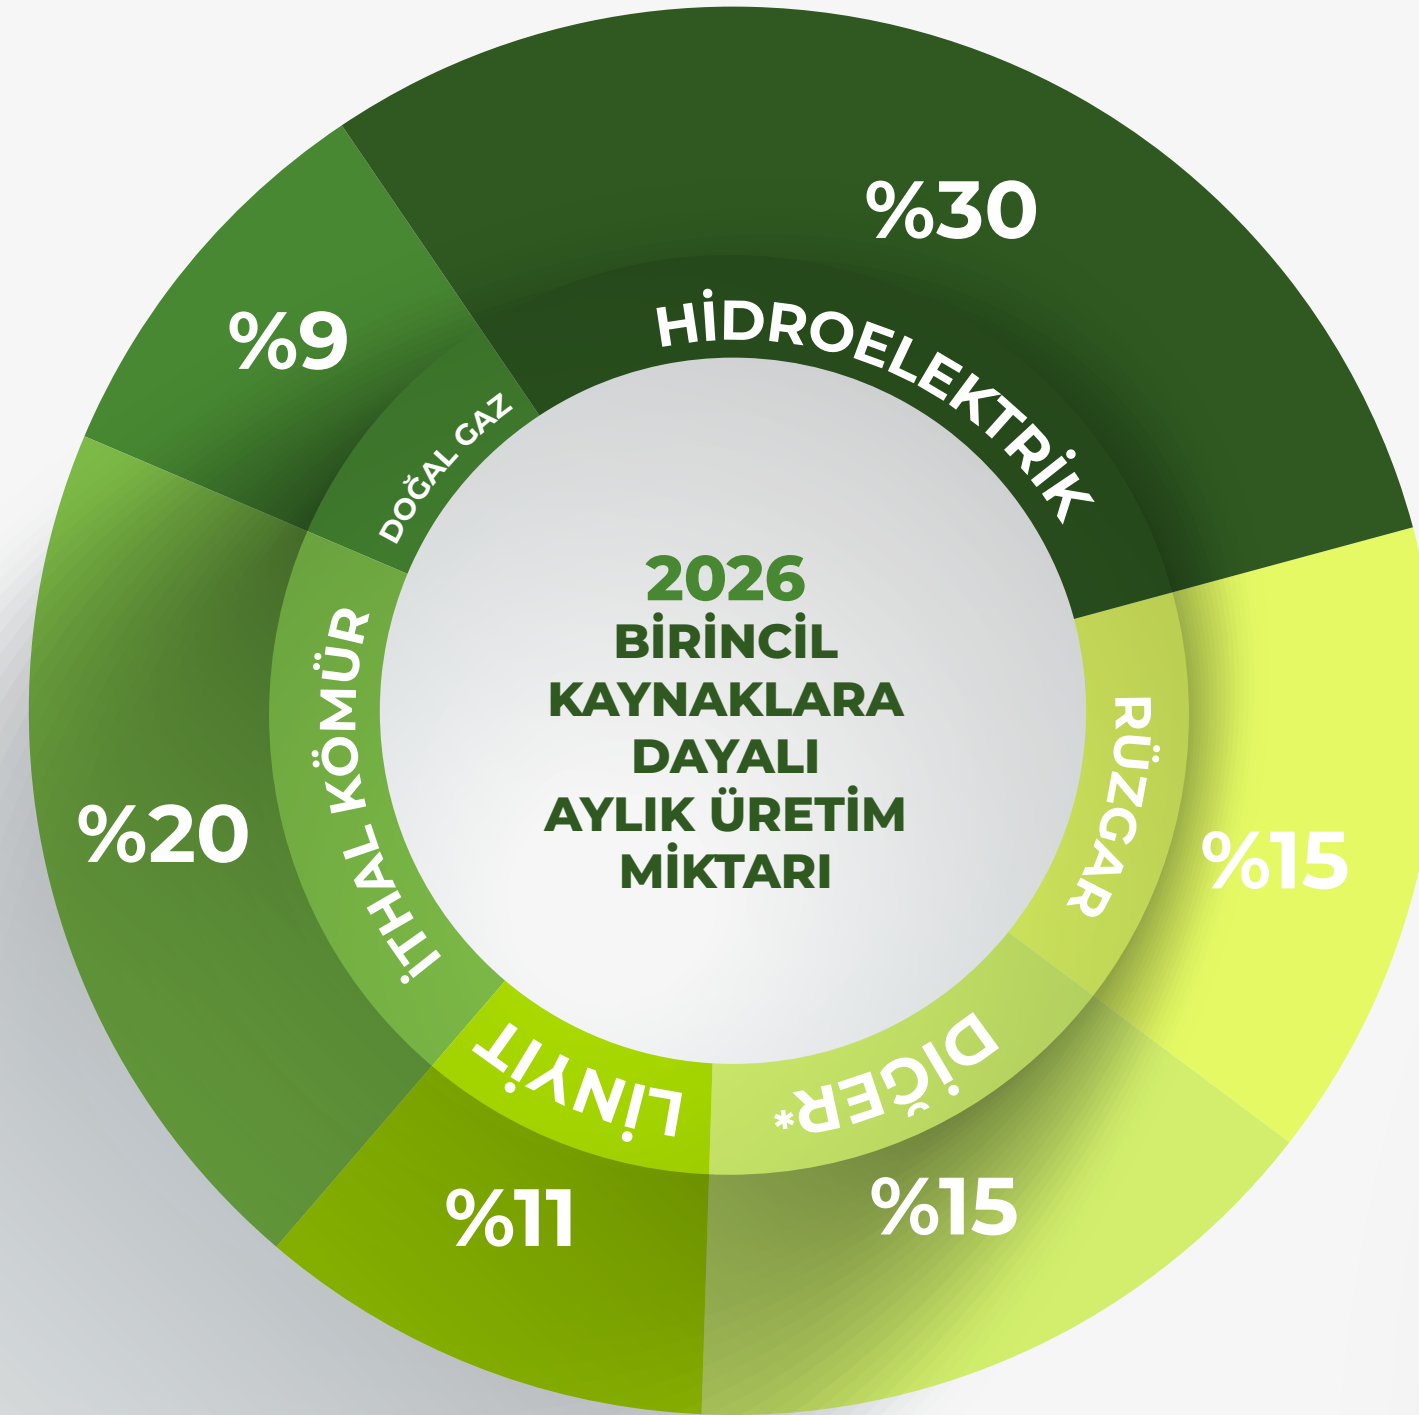 %30
HİDROELEKTRİK
%9
DOĞAL GAZ
2026
BİRİNCİL
KAYNAKLARA
DAYALI
AYLIK ÜRETİM
MİKTARI
İTHAL KÖMÜR
%20
RÜZGAR
%15
LİNYİT
%11
DİĞER*
%15